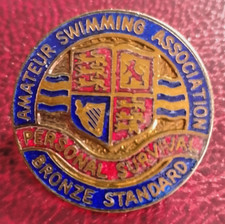 AMATEUR SWIMMING ASSOCIATION
PERSONAL SURVIVAL
BRONZE STANDARD